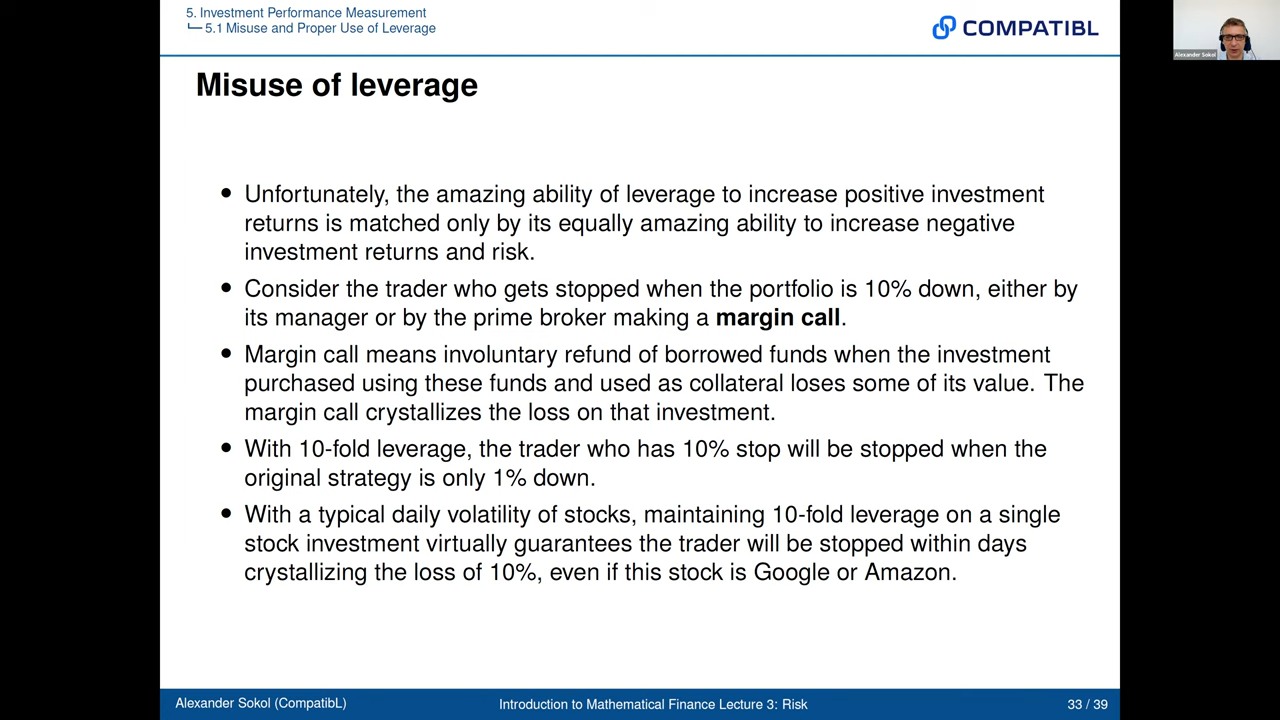 5. Investment Performance Measurement
5.1 Misuse and Proper Use of Leverage
COMPATIBL
Alexander Sokol
Misuse of leverage
• Unfortunately, the amazing ability of leverage to increase positive investment
returns is matched only by its equally amazing ability to increase negative
investment returns and risk.
• Consider the trader who gets stopped when the portfolio is 10% down, either by
its manager or by the prime broker making a margin call.
• Margin call means involuntary refund of borrowed funds when the investment
purchased using these funds and used as collateral loses some of its value. The
margin call crystallizes the loss on that investment.
• With 10-fold leverage, the trader who has 10% stop will be stopped when the
original strategy is only 1% down.
• With a typical daily volatility of stocks, maintaining 10-fold leverage on a single
stock investment virtually guarantees the trader will be stopped within days
crystallizing the loss of 10%, even if this stock is Google or Amazon.
Alexander Sokol (CompatibL)
Introduction to Mathematical Finance Lecture 3: Risk
33 / 39